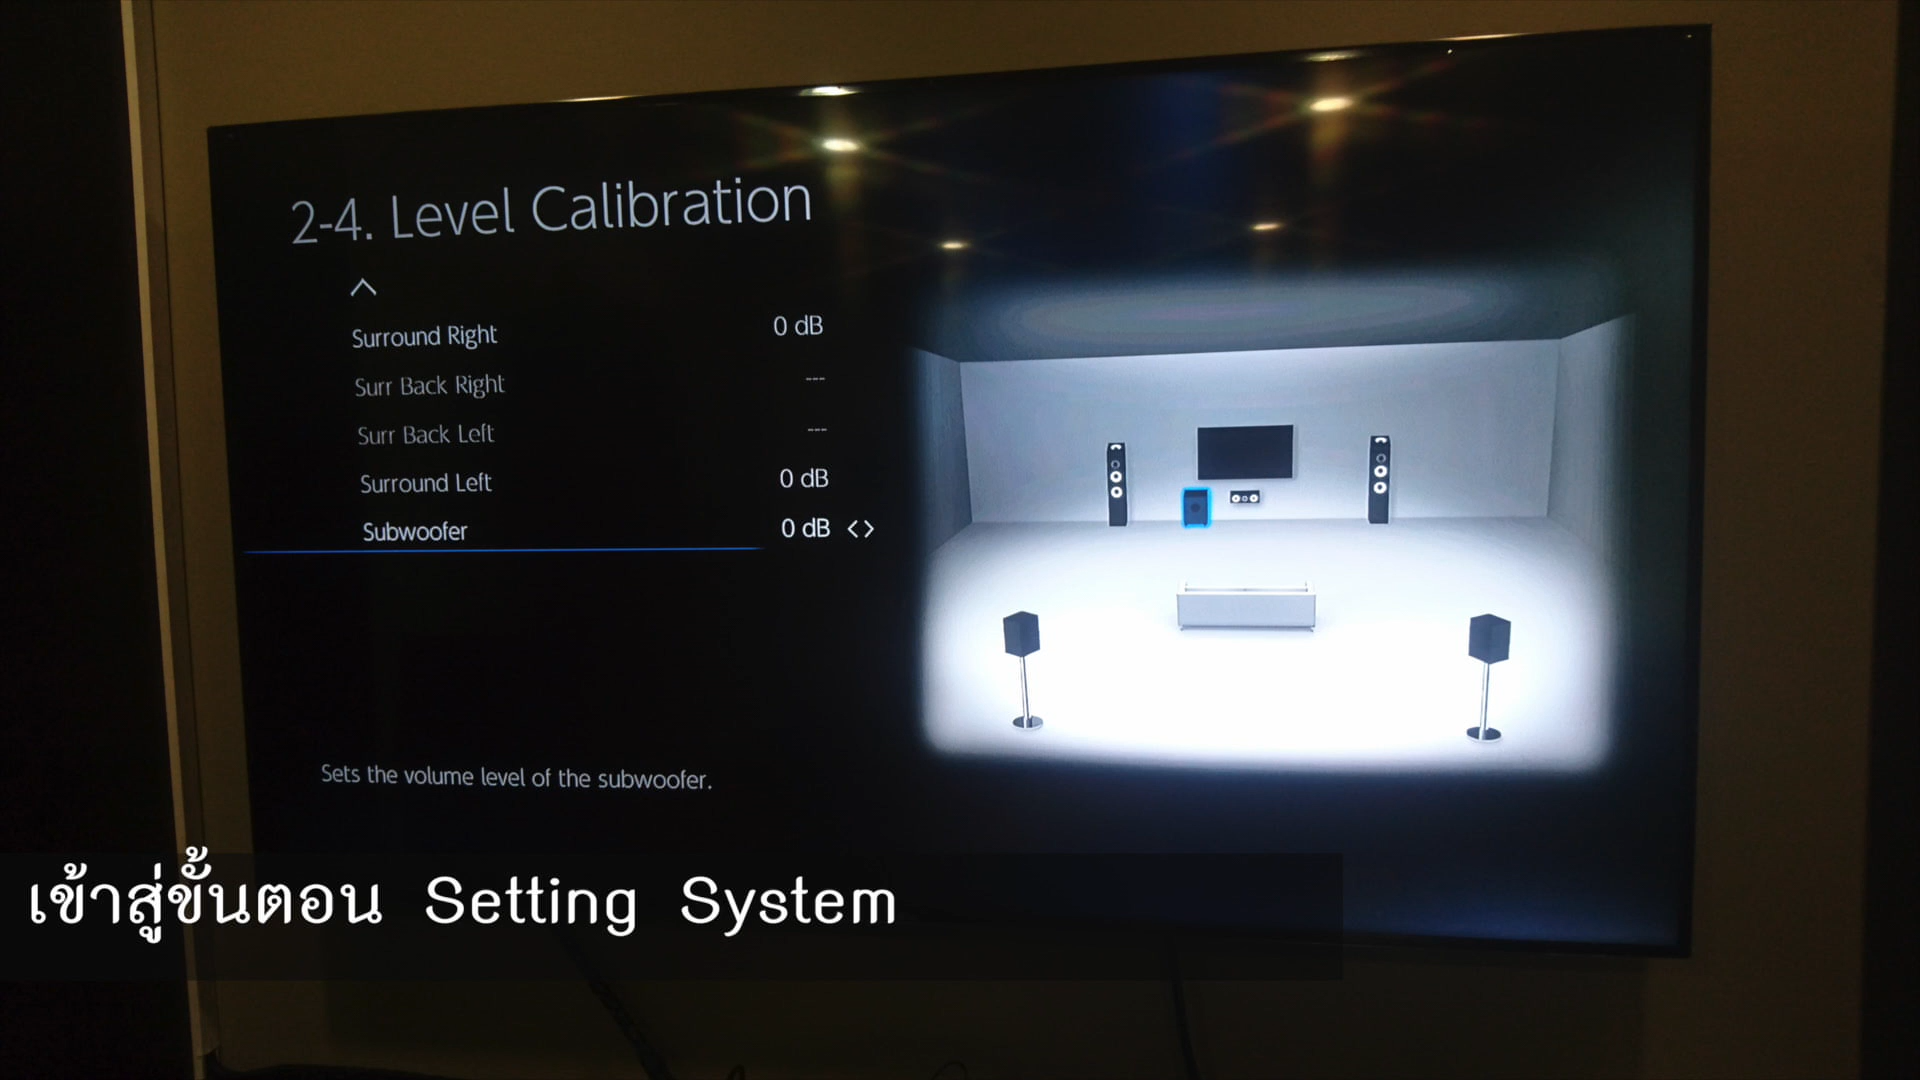 2-4. Level Calibration
Surround Right 0 dB
Surr Back Right ---
Surr Back Left ---
Surround Left 0 dB
Subwoofer 0 dB <>
Sets the volume level of the subwoofer.
เข้าสู่ขั้นตอน Setting System